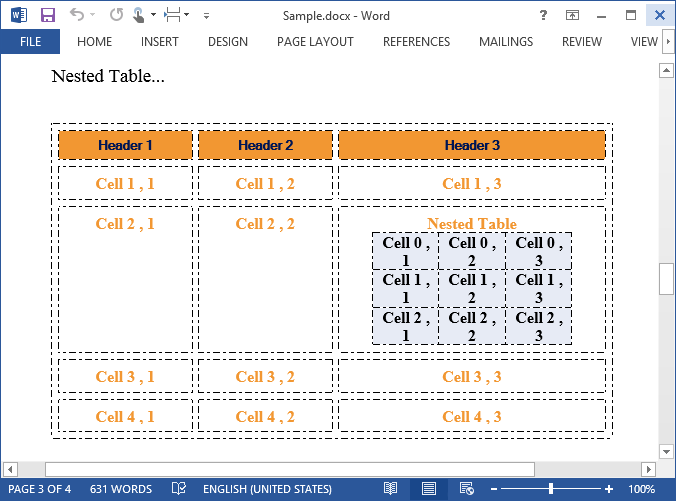 Sample.docx - Word
?
FILE HOME INSERT DESIGN PAGE LAYOUT REFERENCES MAILINGS REVIEW VIEW
Nested Table...
Header 1 Header 2 Header 3
Cell 1 , 1 Cell 1 , 2 Cell 1 , 3
Cell 2 , 1 Cell 2 , 2 Nested Table
Cell 0 , Cell 0 , Cell 0 ,
1 2 3
Cell 1 , Cell 1 , Cell 1 ,
1 2 3
Cell 2 , Cell 2 , Cell 2 ,
1 2 3
Cell 3 , 1 Cell 3 , 2 Cell 3 , 3
Cell 4 , 1 Cell 4 , 2 Cell 4 , 3
PAGE 3 OF 4 631 WORDS ENGLISH (UNITED STATES) 100%